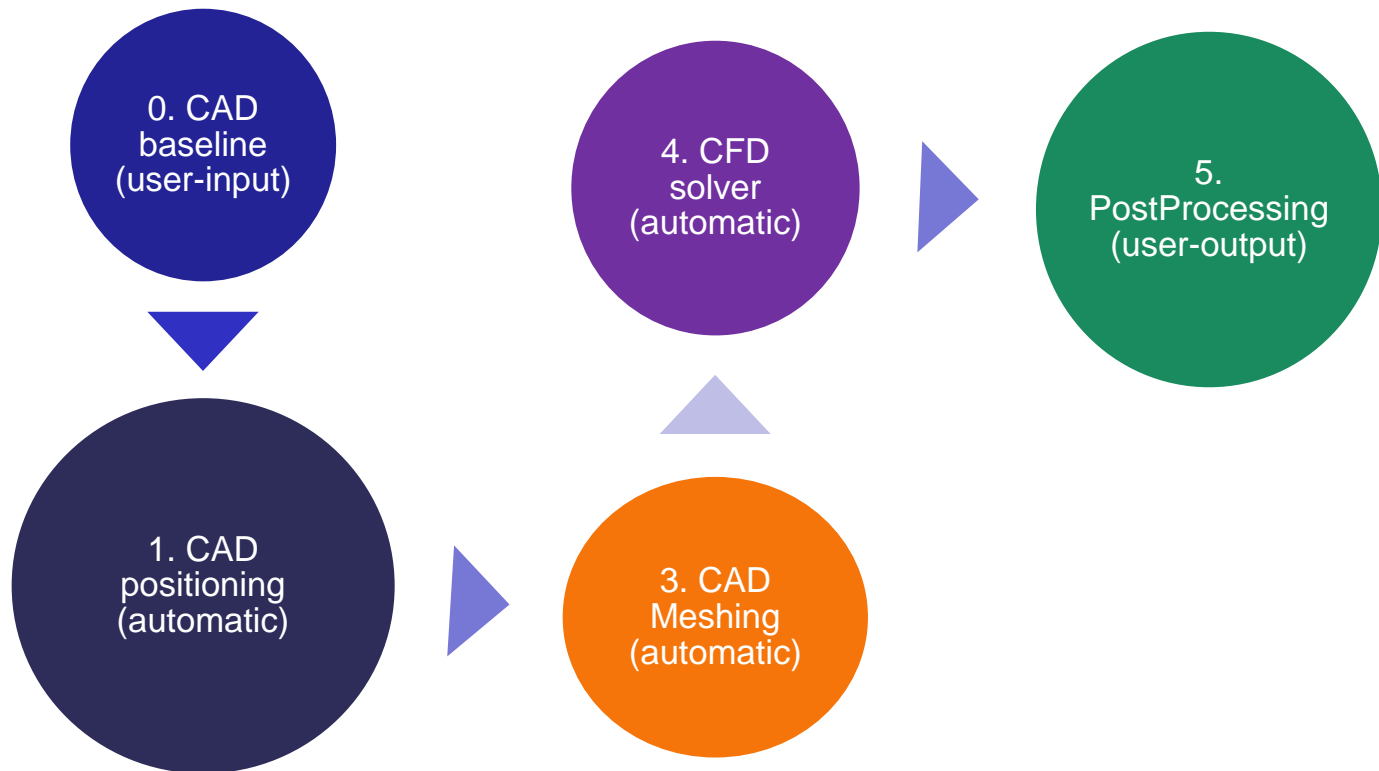 0. CAD
baseline
(user-input)
1. CAD
positioning
(automatic)
3. CAD
Meshing
(automatic)
4. CFD
solver
(automatic)
5.
PostProcessing
(user-output)